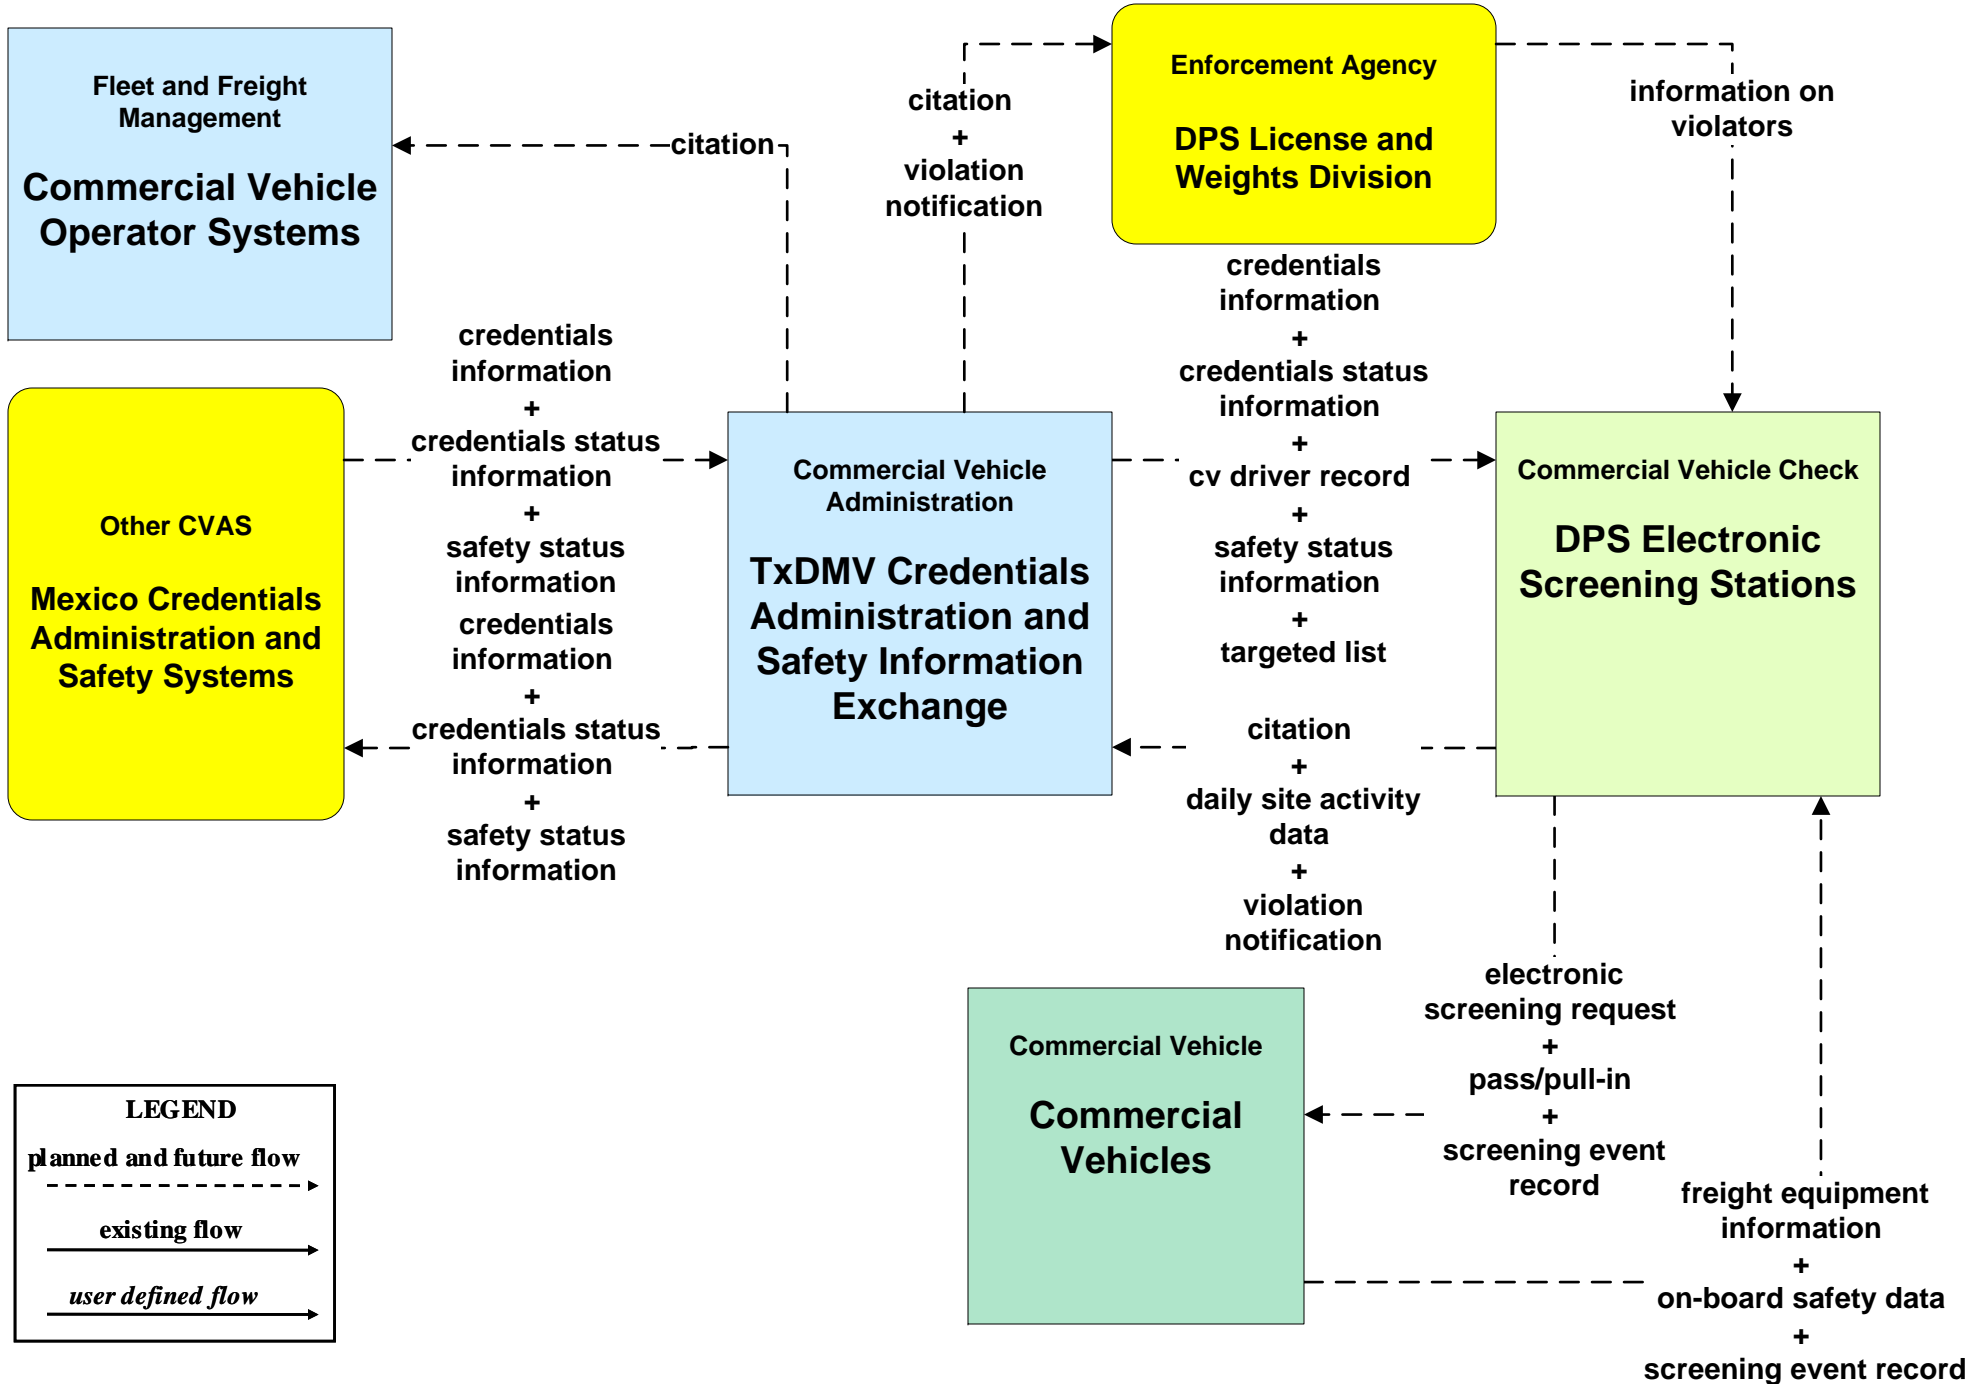 Fleet and Freight
Management
Commercial Vehicle
Operator Systems
citation
citation
+
violation
notification
Enforcement Agency
DPS License and
Weights Division
information on
violators
credentials
information
+
credentials status
information
+
safety status
information
credentials
information
+
credentials status
information
+
cv driver record
+
safety status
information
+
targeted list
Other CVAS
Mexico Credentials
Administration and
Safety Systems
credentials
information
+
credentials status
information
+
safety status
information
Commercial Vehicle
Administration
TxDMV Credentials
Administration and
Safety Information
Exchange
Commercial Vehicle Check
DPS Electronic
Screening Stations
citation
+
daily site activity
data
+
violation
notification
electronic
screening request
+
pass/pull-in
+
screening event
record
Commercial Vehicle
Commercial
Vehicles
freight equipment
information
+
on-board safety data
+
screening event record
LEGEND
planned and future flow
existing flow
user defined flow